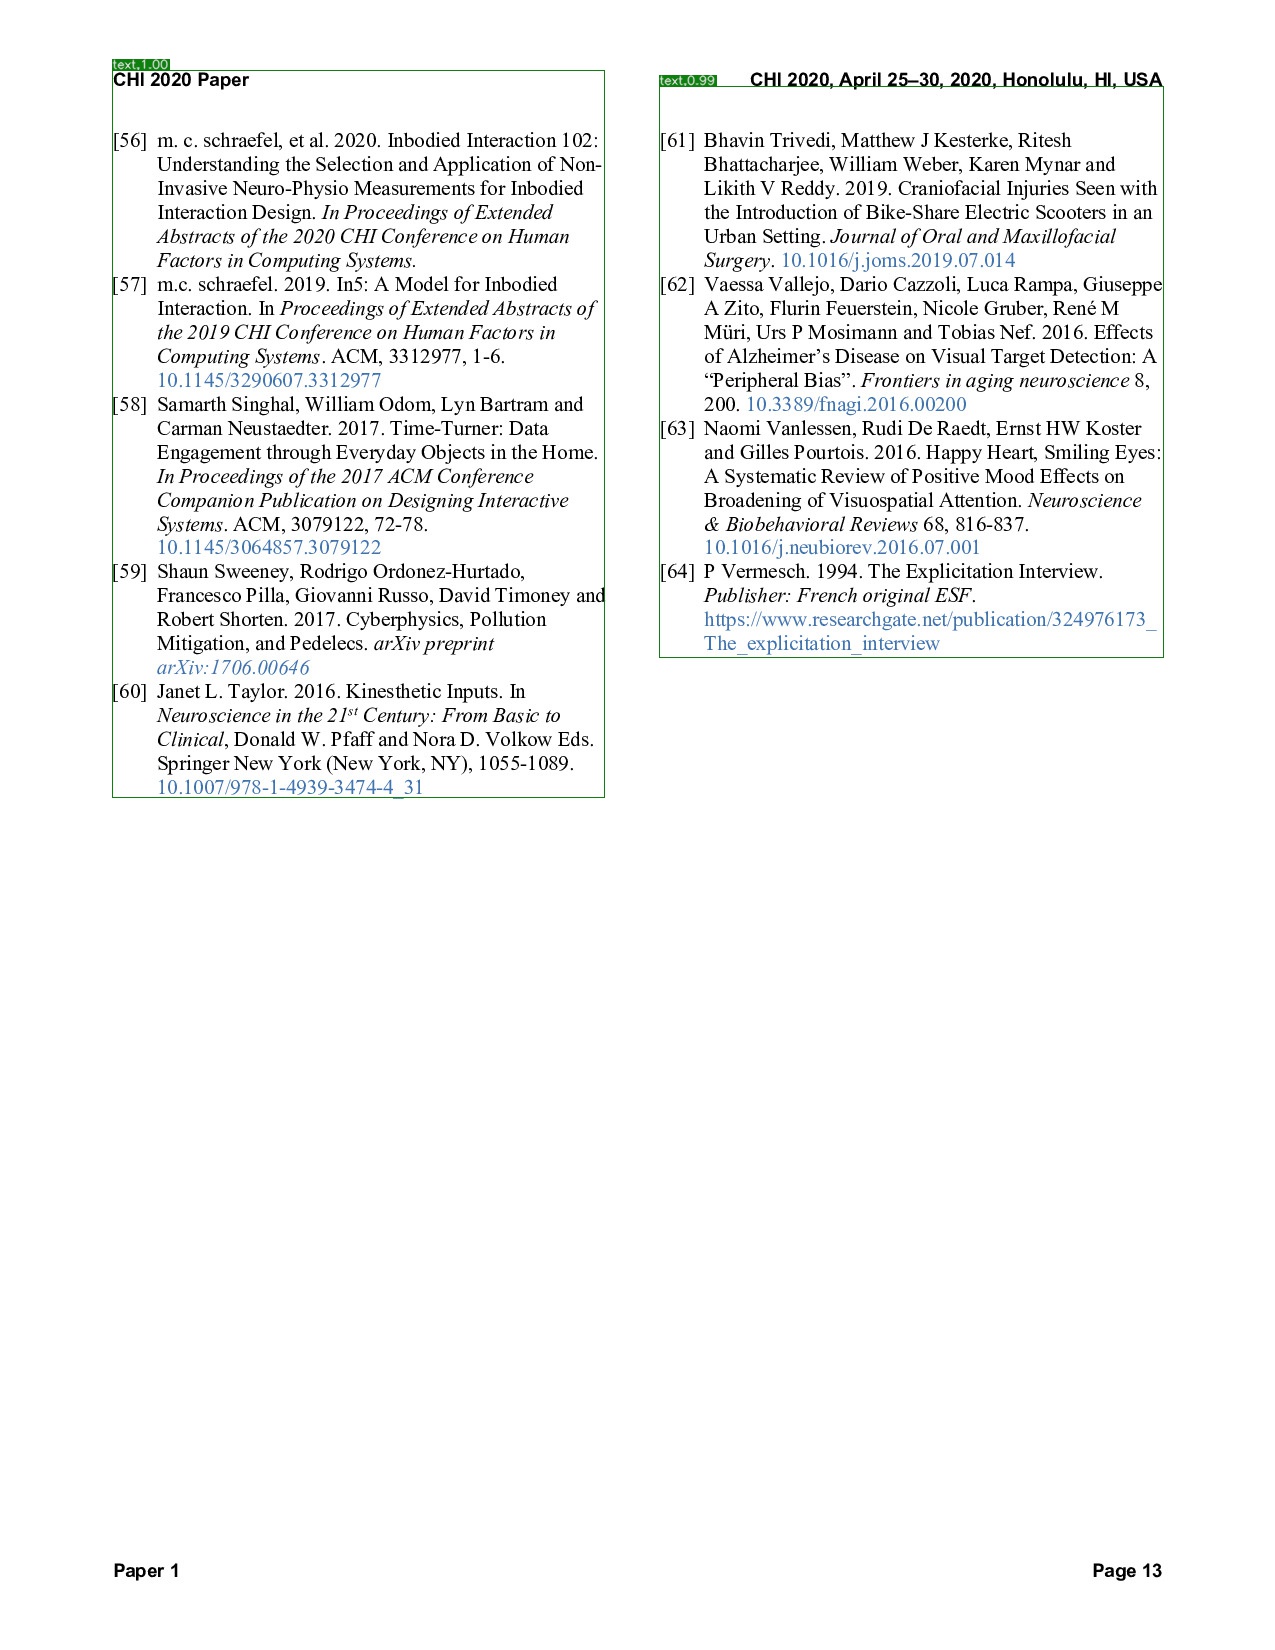 text,1.00
CHI 2020 Paper
text,0.99
CHI 2020, April 25–30, 2020, Honolulu, HI, USA
[56] m. c. schraefel, et al. 2020. Inbodied Interaction 102:
Understanding the Selection and Application of Non-
Invasive Neuro-Physio Measurements for Inbodied
Interaction Design. In Proceedings of Extended
Abstracts of the 2020 CHI Conference on Human
Factors in Computing Systems.
[57] m.c. schraefel. 2019. In5: A Model for Inbodied
Interaction. In Proceedings of Extended Abstracts of
the 2019 CHI Conference on Human Factors in
Computing Systems. ACM, 3312977, 1-6.
10.1145/3290607.3312977
[58] Samarth Singhal, William Odom, Lyn Bartram and
Carman Neustaedter. 2017. Time-Turner: Data
Engagement through Everyday Objects in the Home.
In Proceedings of the 2017 ACM Conference
Companion Publication on Designing Interactive
Systems. ACM, 3079122, 72-78.
10.1145/3064857.3079122
[59] Shaun Sweeney, Rodrigo Ordonez-Hurtado,
Francesco Pilla, Giovanni Russo, David Timoney and
Robert Shorten. 2017. Cyberphysics, Pollution
Mitigation, and Pedelecs. arXiv preprint
arXiv:1706.00646
[60] Janet L. Taylor. 2016. Kinesthetic Inputs. In
Neuroscience in the 21st Century: From Basic to
Clinical, Donald W. Pfaff and Nora D. Volkow Eds.
Springer New York (New York, NY), 1055-1089.
10.1007/978-1-4939-3474-4_31
[61] Bhavin Trivedi, Matthew J Kesterke, Ritesh
Bhattacharjee, William Weber, Karen Mynar and
Likith V Reddy. 2019. Craniofacial Injuries Seen with
the Introduction of Bike-Share Electric Scooters in an
Urban Setting. Journal of Oral and Maxillofacial
Surgery. 10.1016/j.joms.2019.07.014
[62] Vaessa Vallejo, Dario Cazzoli, Luca Rampa, Giuseppe
A Zito, Flurin Feuerstein, Nicole Gruber, René M
Müri, Urs P Mosimann and Tobias Nef. 2016. Effects
of Alzheimer’s Disease on Visual Target Detection: A
“Peripheral Bias”. Frontiers in aging neuroscience 8,
200. 10.3389/fnagi.2016.00200
[63] Naomi Vanlessen, Rudi De Raedt, Ernst HW Koster
and Gilles Pourtois. 2016. Happy Heart, Smiling Eyes:
A Systematic Review of Positive Mood Effects on
Broadening of Visuospatial Attention. Neuroscience
& Biobehavioral Reviews 68, 816-837.
10.1016/j.neubiorev.2016.07.001
[64] P Vermesch. 1994. The Explicitation Interview.
Publisher: French original ESF.
https://www.researchgate.net/publication/324976173_
The_explicitation_interview
Paper 1
Page 13